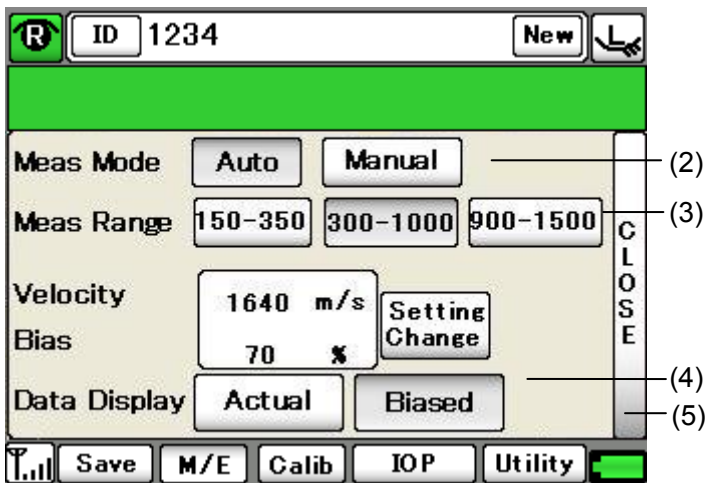 R ID 1234 New L
Meas Mode Auto Manual (2)
Meas Range 150-350 300-1000 900-1500 (3)
Velocity 1640 m/s Setting Change
Bias 70 %
Data Display Actual Biased (4)
CLOSE (5)
Save M/E Calib IOP Utility